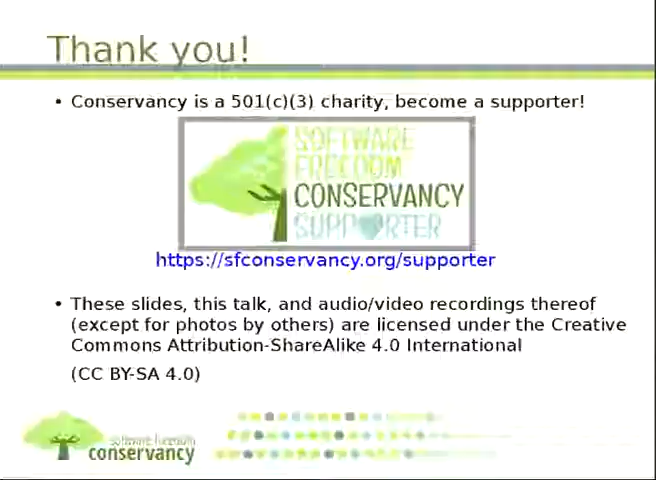 Thank you!
• Conservancy is a 501(c)(3) charity, become a supporter!
SOFTWARE
FREEDOM
CONSERVANCY
SUPPORTER
https://sfconservancy.org/supporter
• These slides, this talk, and audio/video recordings thereof
(except for photos by others) are licensed under the Creative
Commons Attribution-ShareAlike 4.0 International
(CC BY-SA 4.0)
software freedom
conservancy